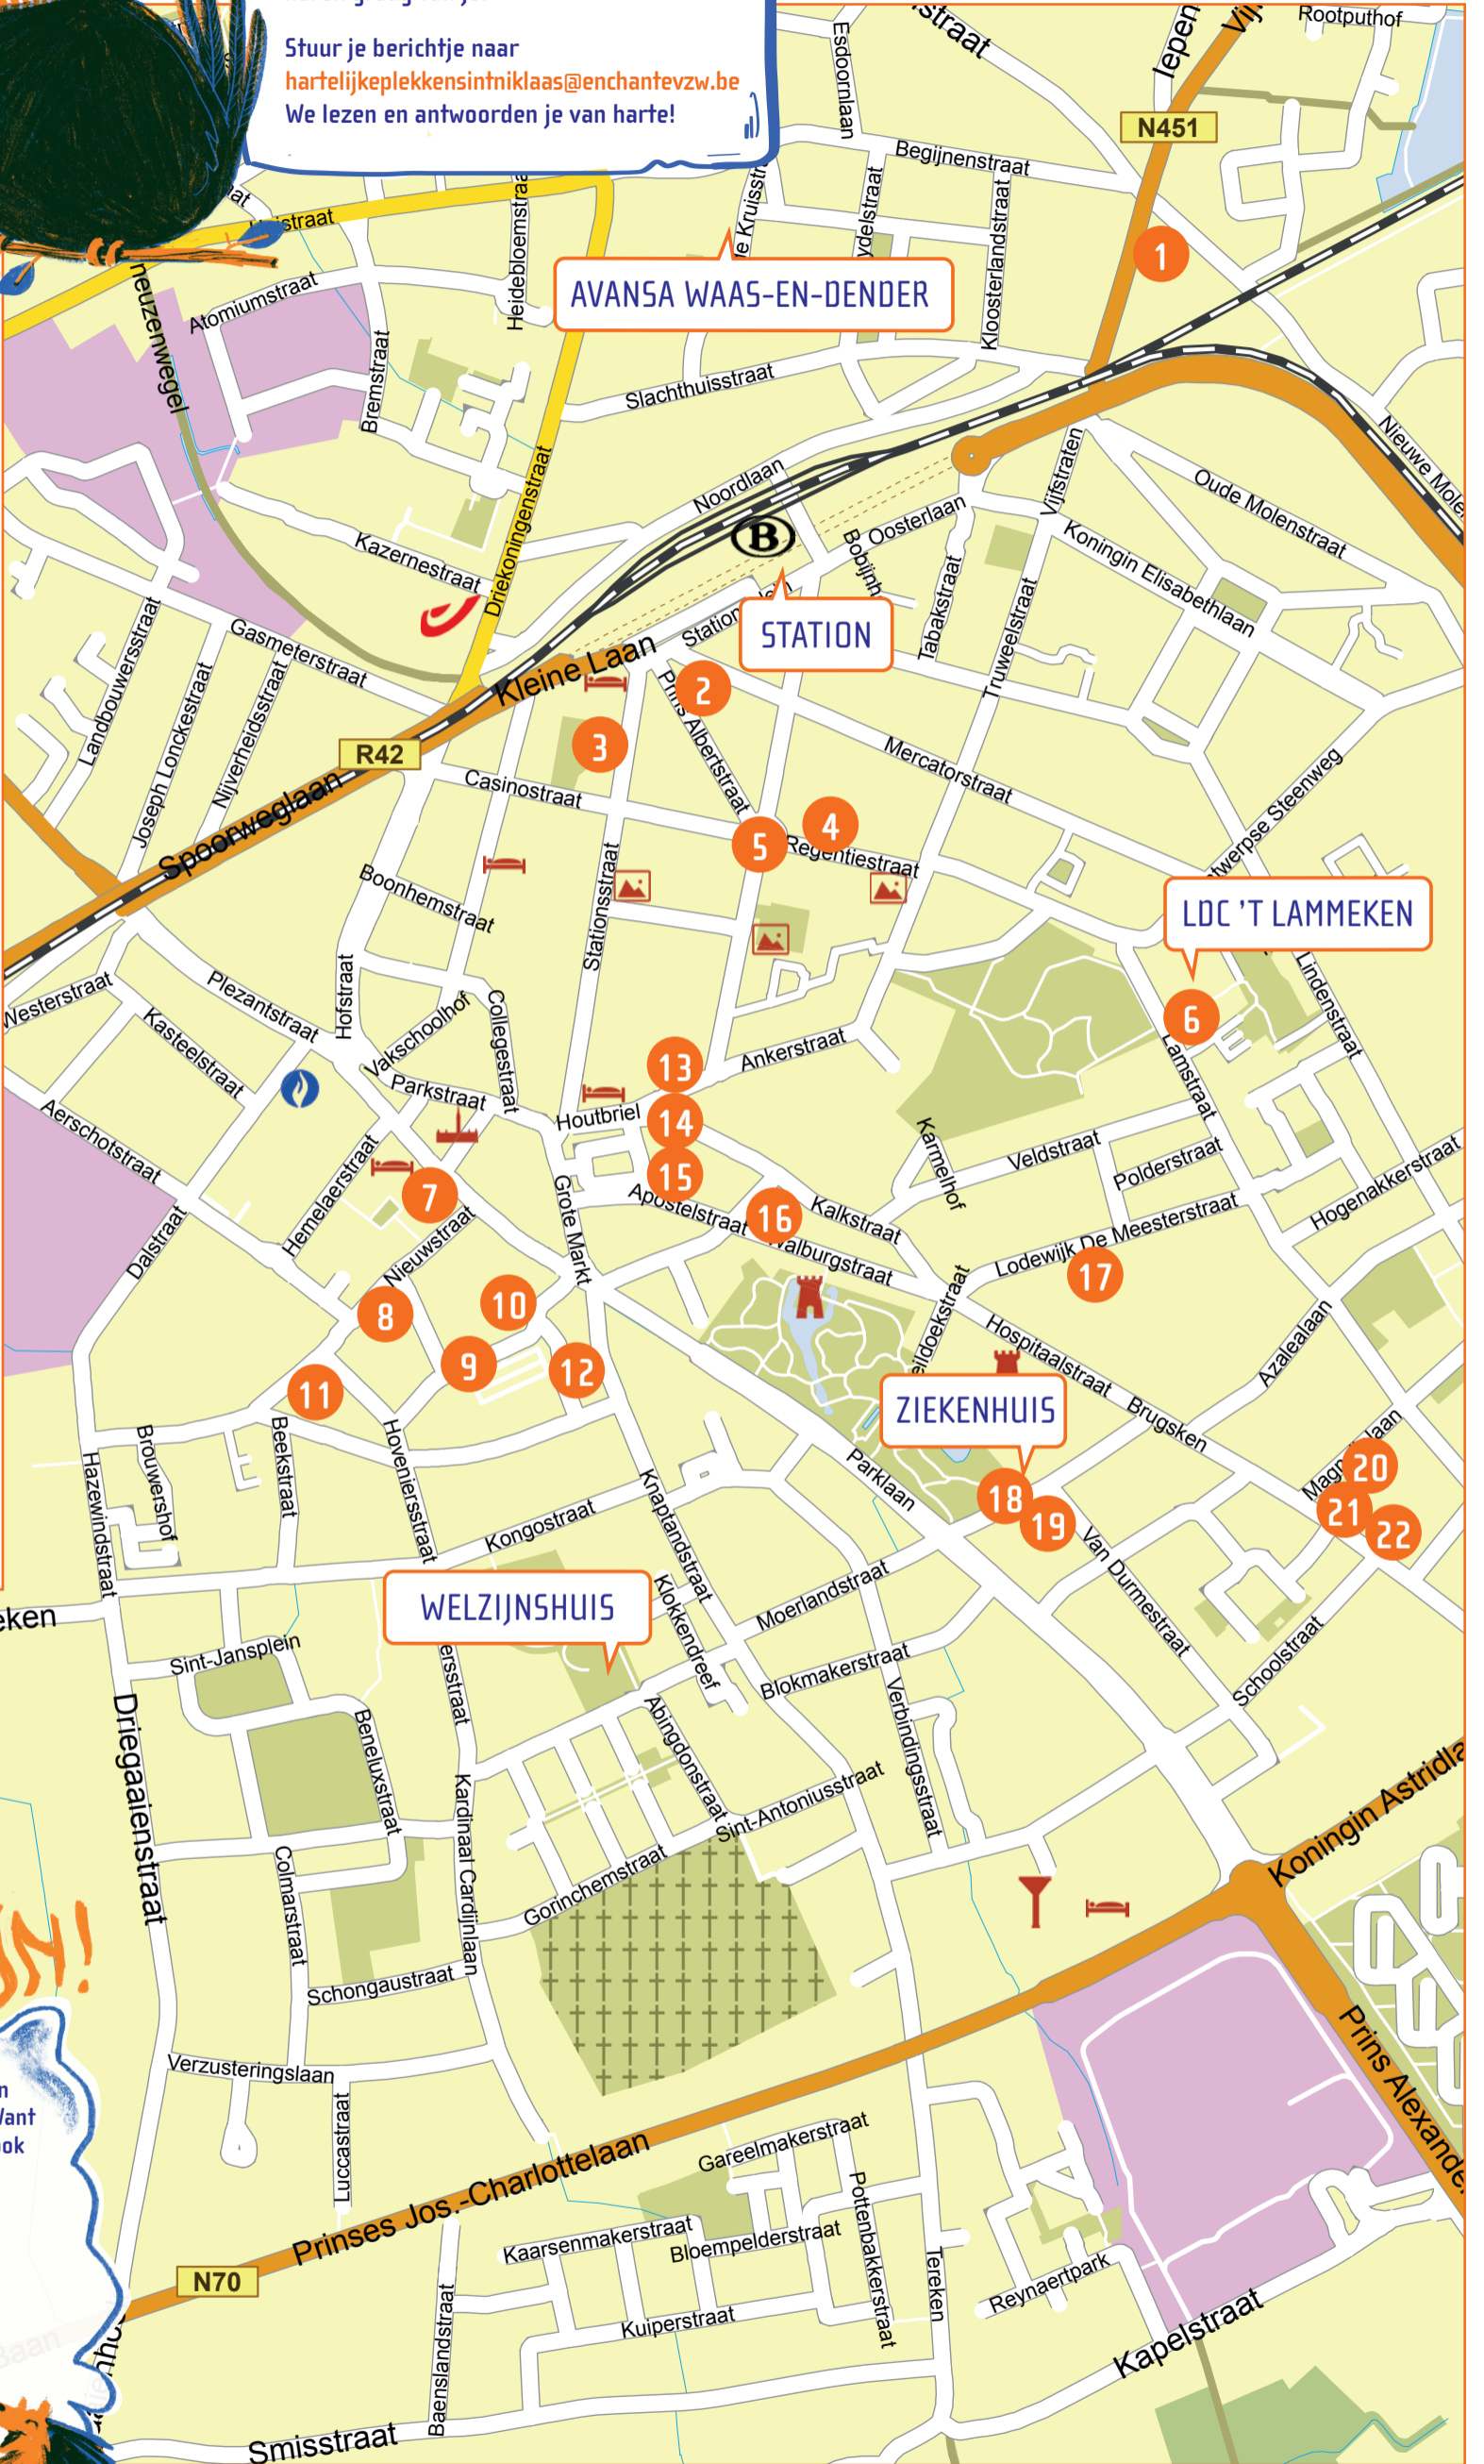 Stuur je berichtje naar
hartelijkeplekkensintniklaas@enchantevzw.be
We lezen en antwoorden je van harte!
Rootputhof
N451
Esdoornlaan
Begijnenstraat
Kloosterlandstraat
Heidebloemstraat
Atomiumstraat
Bremstraat
AVANSA WAAS-EN-DENDER
1
Slachthuisstraat
Driekoningenstraat
Noordlaan
B
Oosterlaan
Vijfstraten
Oude Molenstraat
Koningin Elisabethlaan
Kazernestraat
Tabakstraat
Truweelstraat
STATION
Landbouwersstraat
Gasmeterstraat
Joseph Lonckestraat
Nijverheidsstraat
Kleine Laan
R42
Spoorweglaan
2
3
Prins Albertstraat
Casinostraat
Mercatorstraat
4
5
Regentiestraat
Boonhemstraat
Stationsstraat
LDC 'T LAMMEKEN
6
Lindenstraat
Lamstraat
Westerstraat
Plezantstraat
Hofstraat
Kasteelstraat
Vakschoolhof
Collegestraat
Parkstraat
Ankerstraat
13
Houtbriel
14
15
Aerschotstraat
Hemelaerstraat
7
Grote Markt
Apostelstraat
16
Kalkstraat
Walburgstraat
Karmelhof
Veldstraat
Polderstraat
Hogenakkerstraat
Lodewijk De Meesterstraat
17
Dalstraat
Nieuwstraat
8
10
9
12
11
Hospitaalstraat
Azalealaan
ZIEKENHUIS
Brugsken
Parklaan
18
19
20
21
22
Brouwershof
Beekstraat
Hoveniersstraat
Hazewindstraat
Knaptandstraat
Kongostraat
Van Durmestraat
WELZIJNSHUIS
Klokkendreef
Moerlandstraat
Blokmakerstraat
Schoolstraat
Sint-Jansplein
Driegaaienstraat
Beneluxstraat
Abingdonstraat
Verbindingsstraat
Sint-Antoniusstraat
Kardinaal Cardijnlaan
Gorinchemstraat
Colmarstraat
Schongaustraat
Verzusteringslaan
Luccastraat
Prinses Jos.-Charlottelaan
N70
Gareelmakerstraat
Kaarsenmakerstraat
Bloempelderstraat
Pottenbakkerstraat
Kuiperstraat
Tereken
Reynaertpark
Kapelstraat
Baenslandstraat
Smisstraat